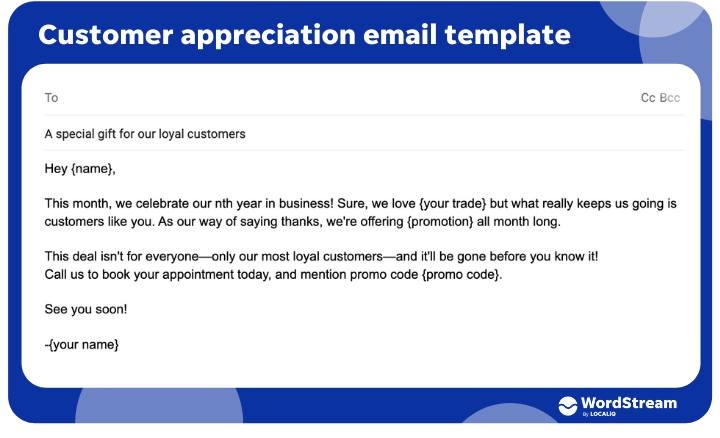 Customer appreciation email template
To Cc Bcc
A special gift for our loyal customers
Hey {name},
This month, we celebrate our nth year in business! Sure, we love {your trade} but what really keeps us going is
customers like you. As our way of saying thanks, we're offering {promotion} all month long.
This deal isn't for everyone—only our most loyal customers—and it'll be gone before you know it!
Call us to book your appointment today, and mention promo code {promo code}.
See you soon!
-{your name}
WordStream
By LOCALiQ